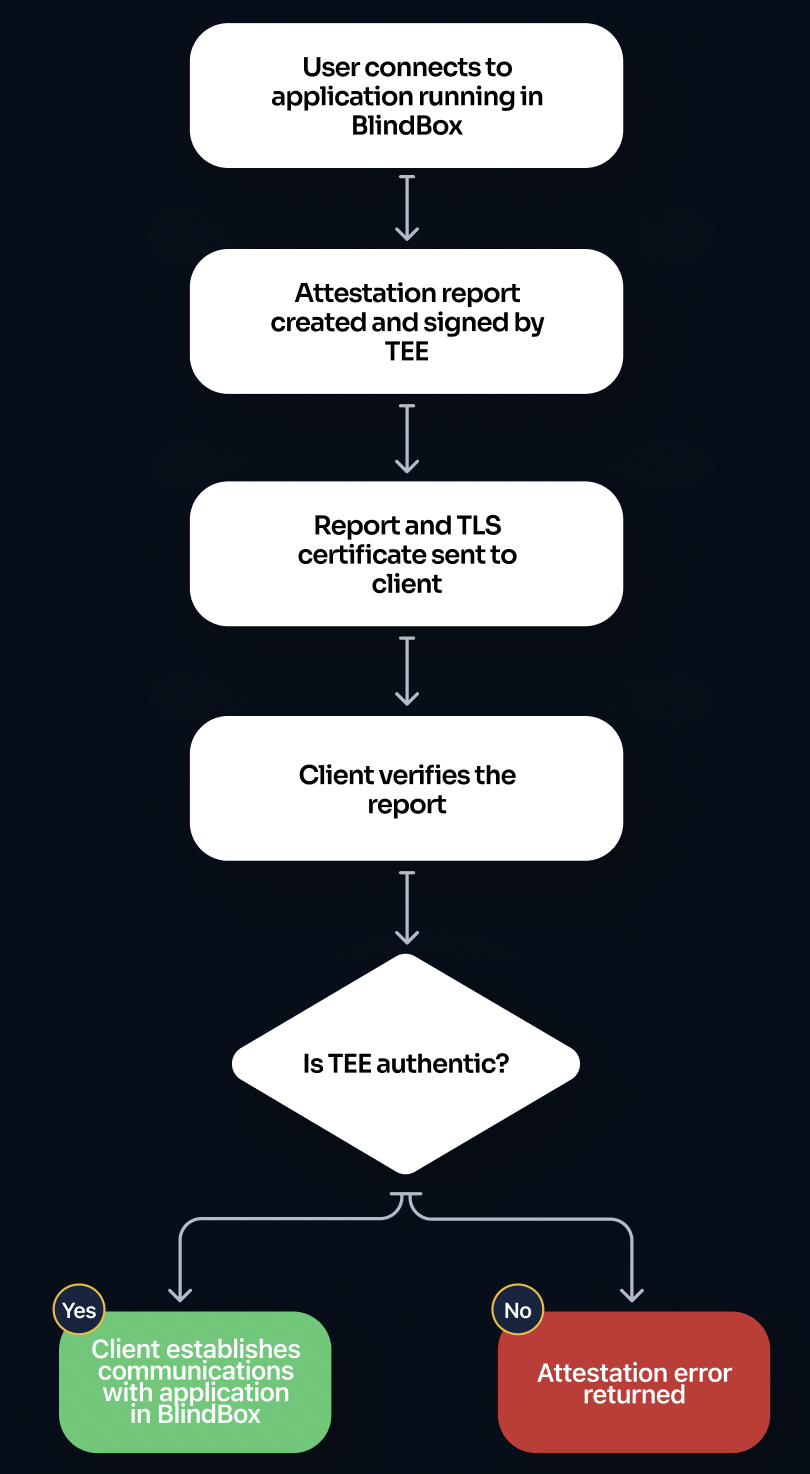 User connects to
application running in
BlindBox
Attestation report
created and signed by
TEE
Report and TLS
certificate sent to
client
Client verifies the
report
Is TEE authentic?
Yes
Client establishes
communications
with application
in BlindBox
No
Attestation error
returned